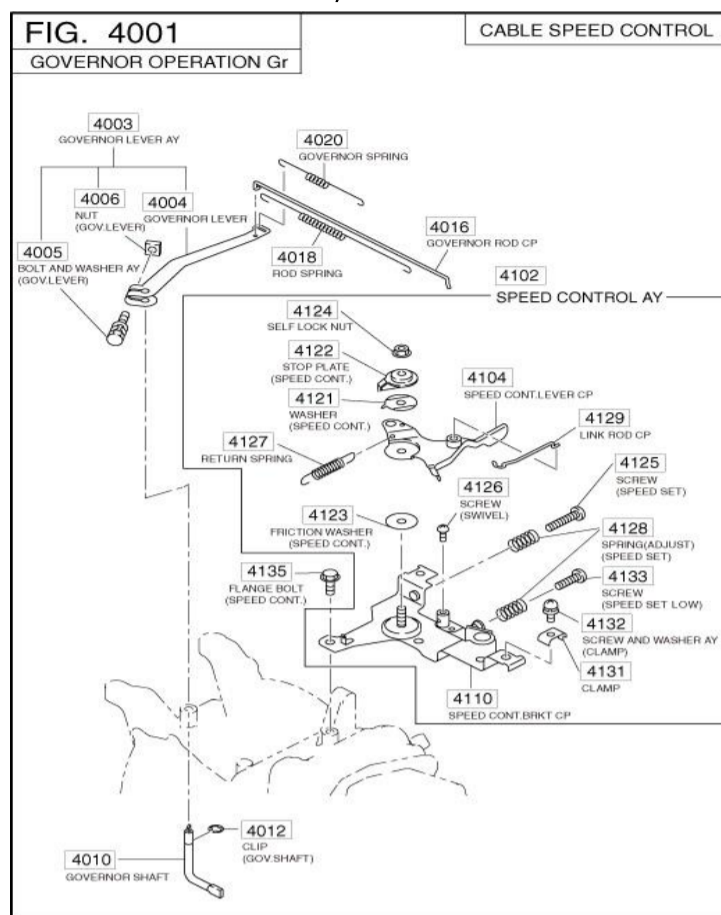 FIG. 4001
CABLE SPEED CONTROL
GOVERNOR OPERATION Gr
4003
GOVERNOR LEVER AY
4020
GOVERNOR SPRING
4006
NUT
(GOV.LEVER)
4004
GOVERNOR LEVER
4016
GOVERNOR ROD CP
4018
ROD SPRING
4005
BOLT AND WASHER AY
(GOV.LEVER)
4102
SPEED CONTROL AY
4124
SELF LOCK NUT
4122
STOP PLATE
(SPEED CONT.)
4104
SPEED CONT.LEVER CP
4121
WASHER
(SPEED CONT.)
4129
LINK ROD CP
4127
RETURN SPRING
4125
SCREW
(SPEED SET)
4126
SCREW
(SWIVEL)
4123
FRICTION WASHER
(SPEED CONT.)
4128
SPRING(ADJUST)
(SPEED SET)
4135
FLANGE BOLT
(SPEED CONT.)
4133
SCREW
(SPEED SET LOW)
4132
SCREW AND WASHER AY
(CLAMP)
4131
CLAMP
4110
SPEED CONT.BRKT CP
4012
CLIP
(GOV.SHAFT)
4010
GOVERNOR SHAFT